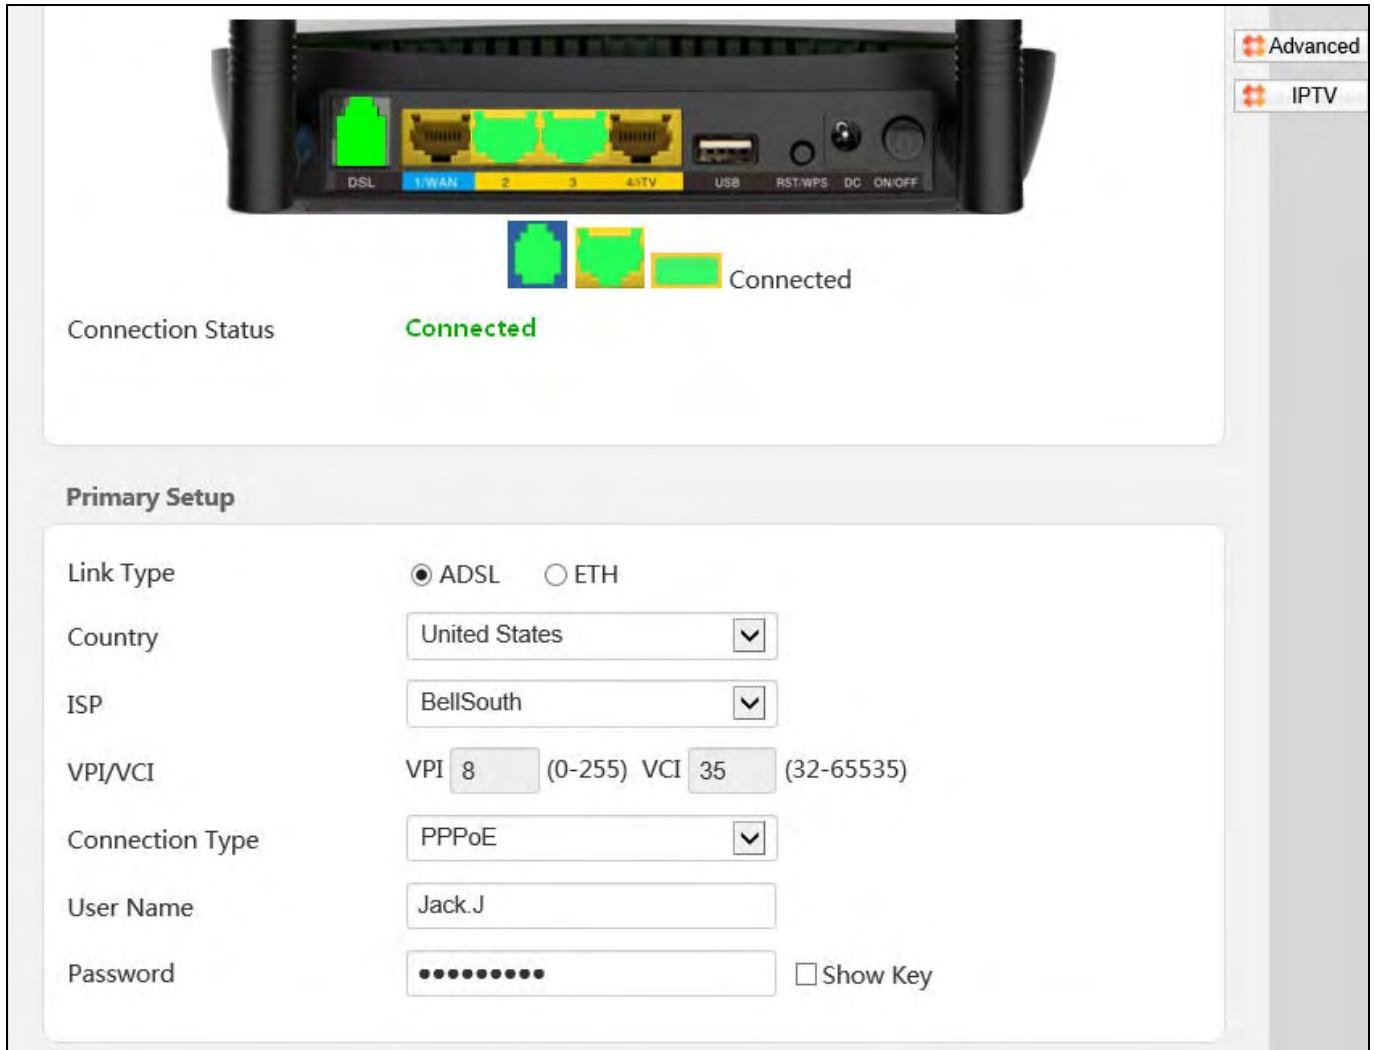 Advanced
IPTV
DSL 1/WAN 2 3 4/iTV USB RST/WPS DC ON/OFF
Connected
Connection Status Connected
Primary Setup
Link Type ADSL ETH
Country United States
ISP BellSouth
VPI/VCI VPI 8 (0-255) VCI 35 (32-65535)
Connection Type PPPoE
User Name Jack.J
Password ●●●●●●●●● Show Key